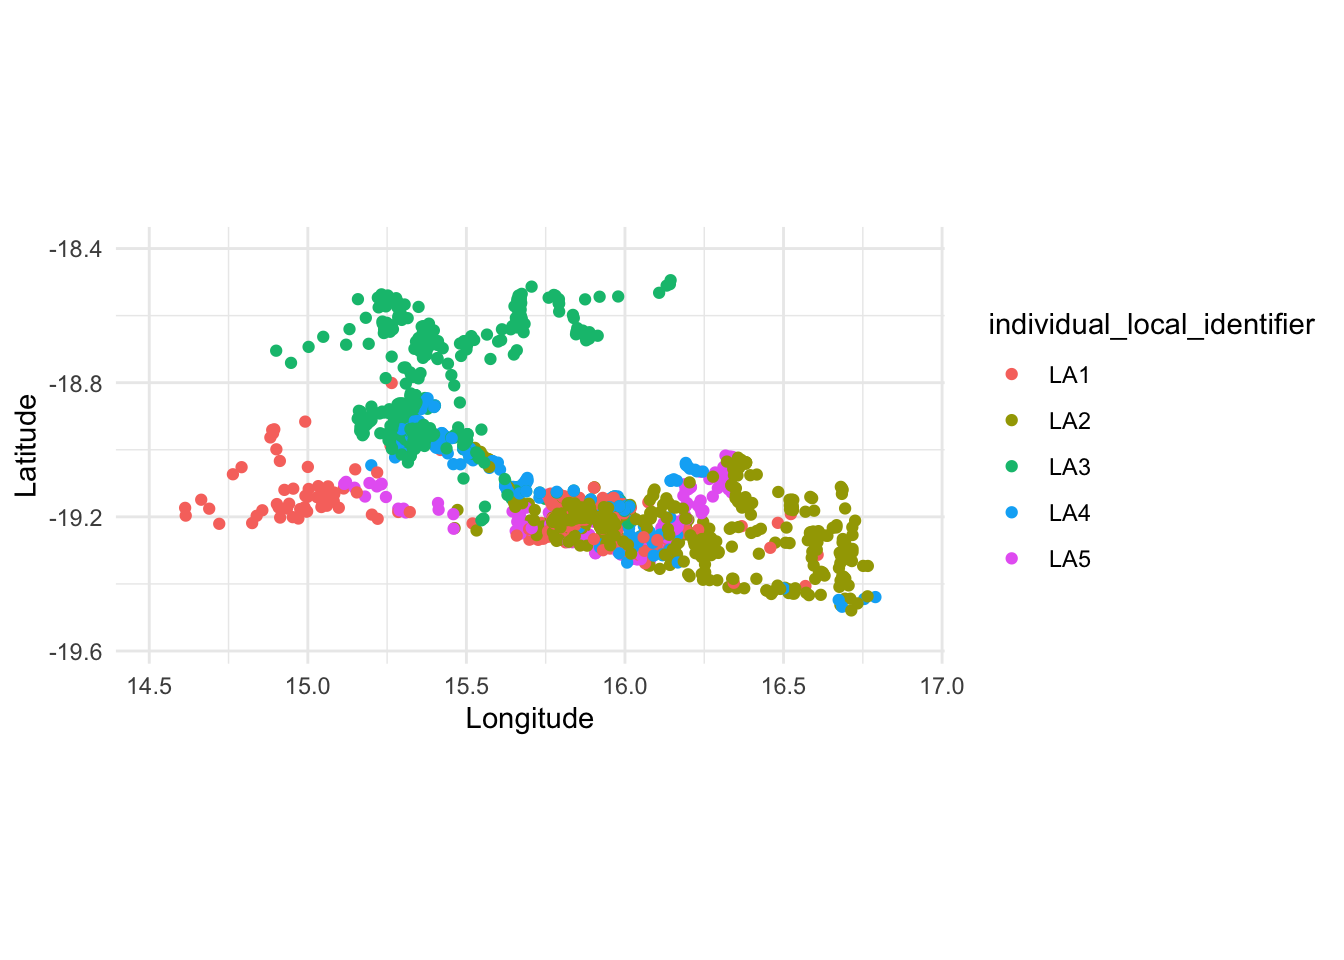 Latitude
-18.4
-18.8
-19.2
-19.6
14.5 15.0 15.5 16.0 16.5 17.0
Longitude
individual_local_identifier
LA1
LA2
LA3
LA4
LA5